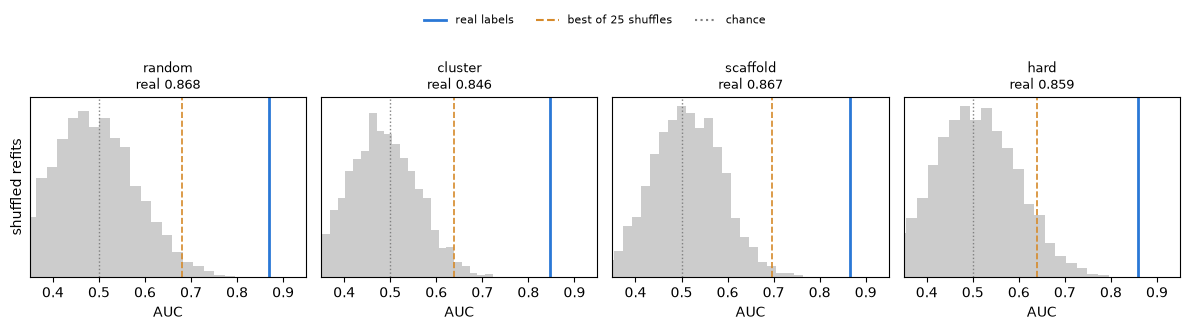 real labels best of 25 shuffles chance
random
real 0.868
cluster
real 0.846
scaffold
real 0.867
hard
real 0.859
shuffled refits
0.4 0.5 0.6 0.7 0.8 0.9
AUC
0.4 0.5 0.6 0.7 0.8 0.9
AUC
0.4 0.5 0.6 0.7 0.8 0.9
AUC
0.4 0.5 0.6 0.7 0.8 0.9
AUC